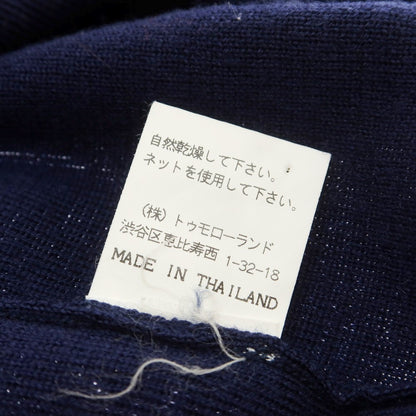 自然乾燥して下さい。
ネットを使用して下さい。
(株) トゥモローランド
渋谷区恵比寿西 1-32-18
MADE IN THAILAND